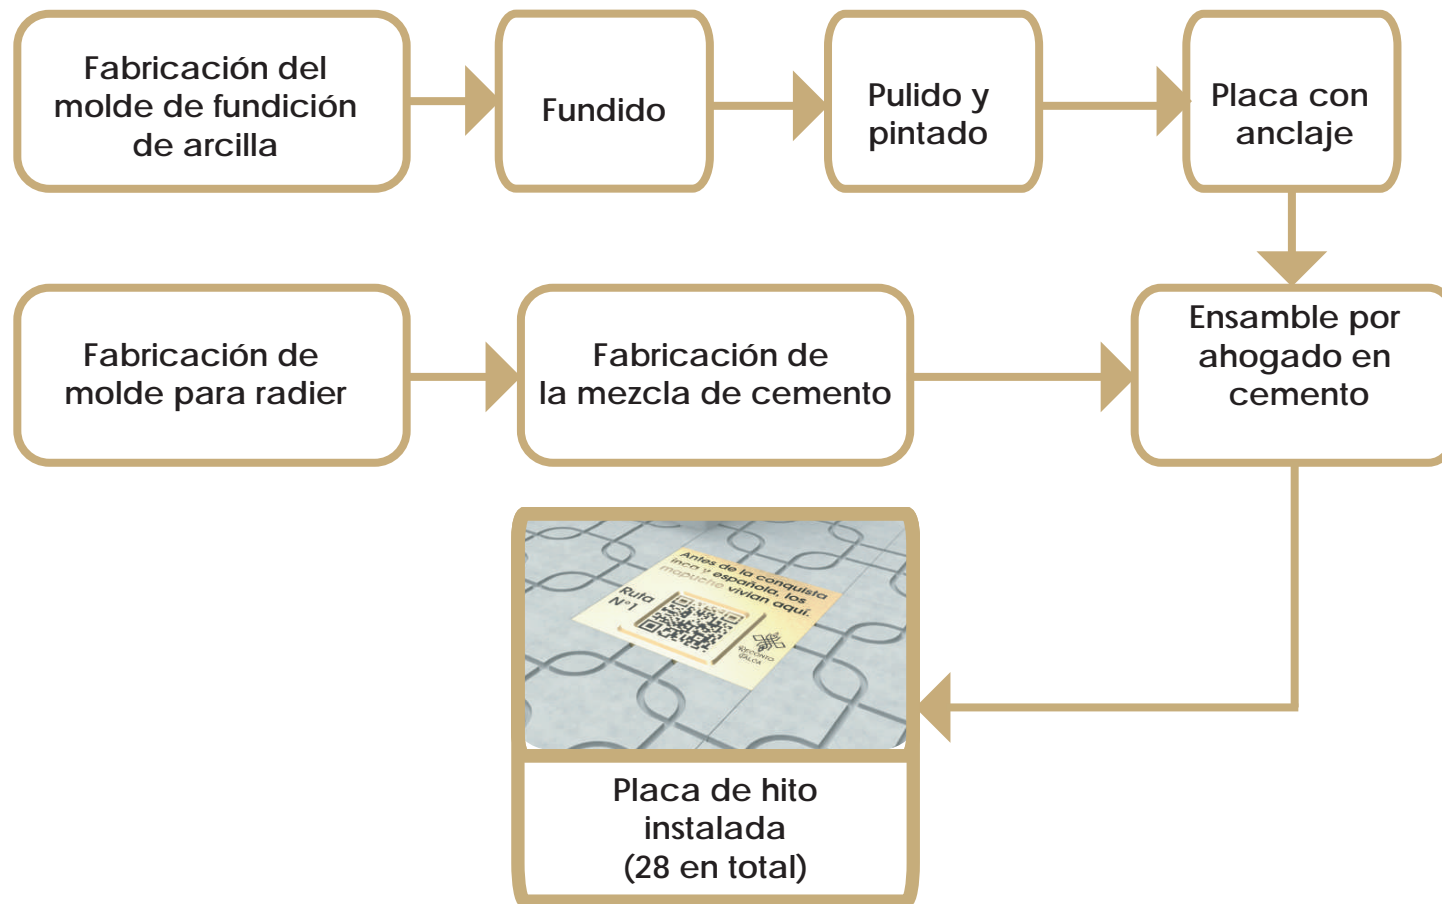 Fabricación del
molde de fundición
de arcilla
Fundido
Pulido y
pintado
Placa con
anclaje
Fabricación de
molde para radier
Fabricación de
la mezcla de cemento
Ensamble por
ahogado en
cemento
Antes de la conquista
inca y española, los
mapuche vivian aquí.
Ruta
N°1
RECONTO
TALCA
Placa de hito
instalada
(28 en total)